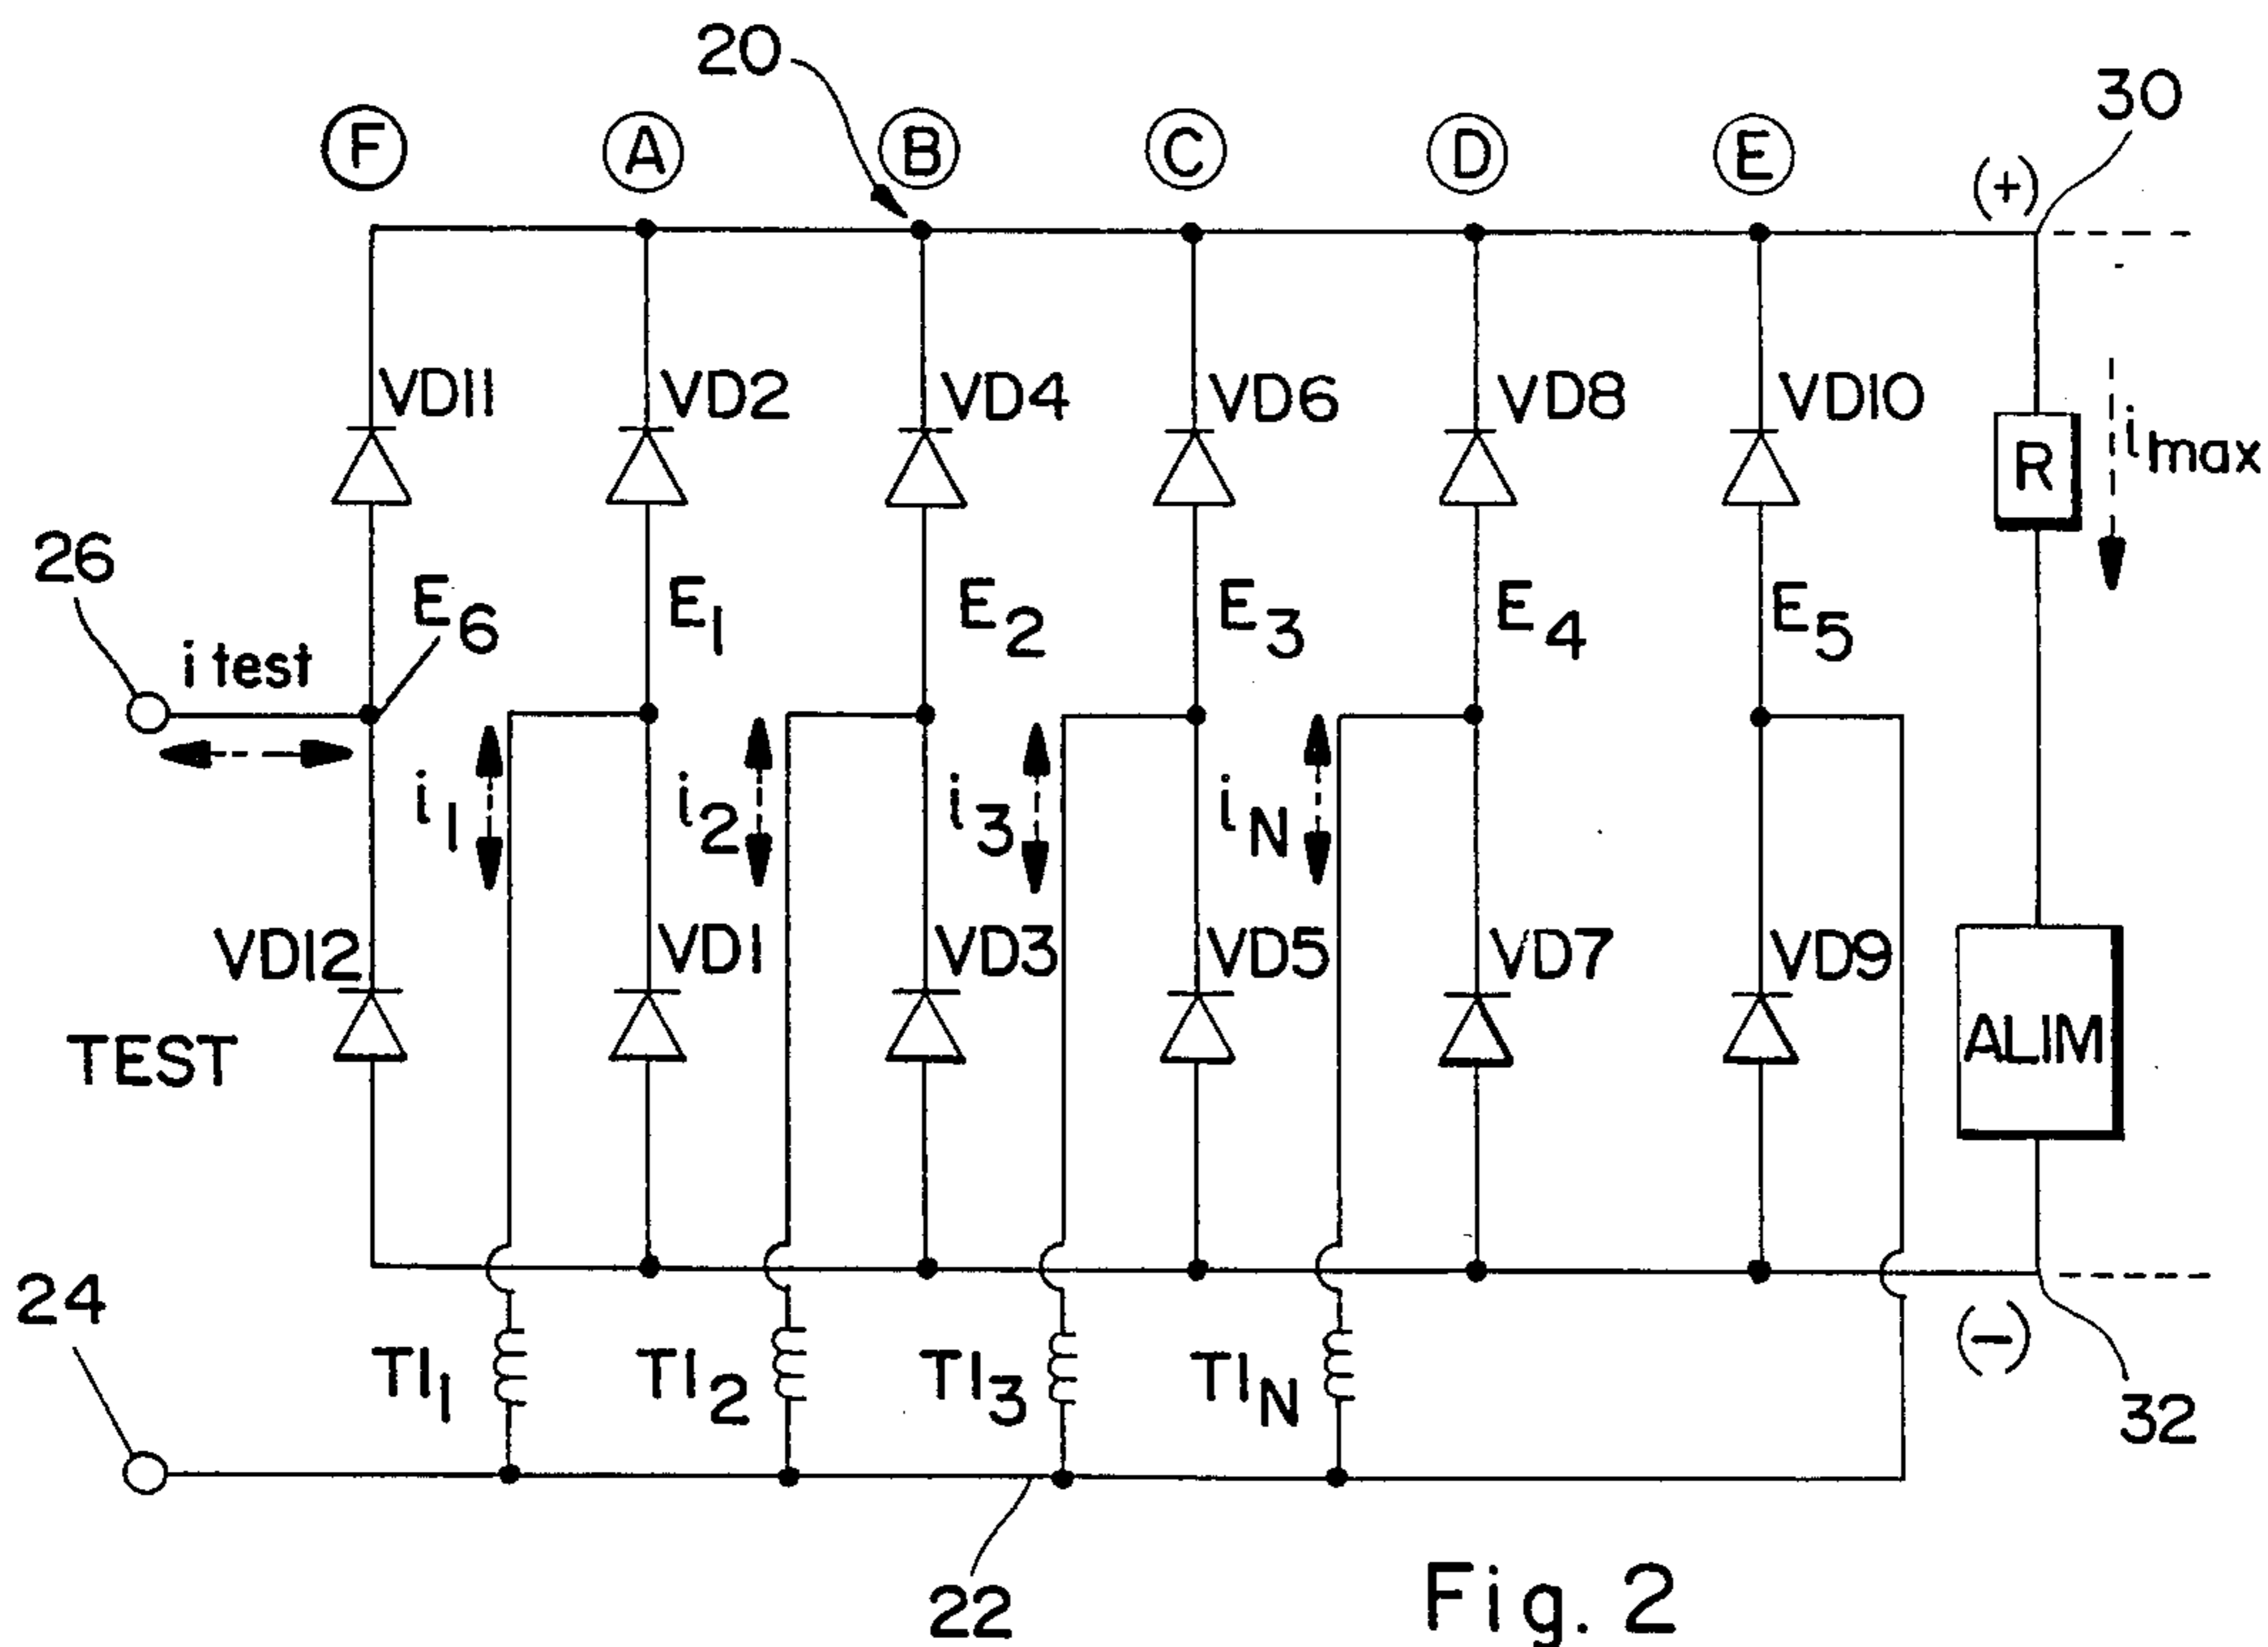 20
30
F A B C D E
(+)
VD11 VD2 VD4 VD6 VD8 VD10
R
imax
26
E6 E1 E2 E3 E4 E5
i test
i1 i2 i3 iN
VD12 VD1 VD3 VD5 VD7 VD9
TEST
ALIM
24
(-)
TI1 TI2 TI3 TIN
32
22
Fig. 2